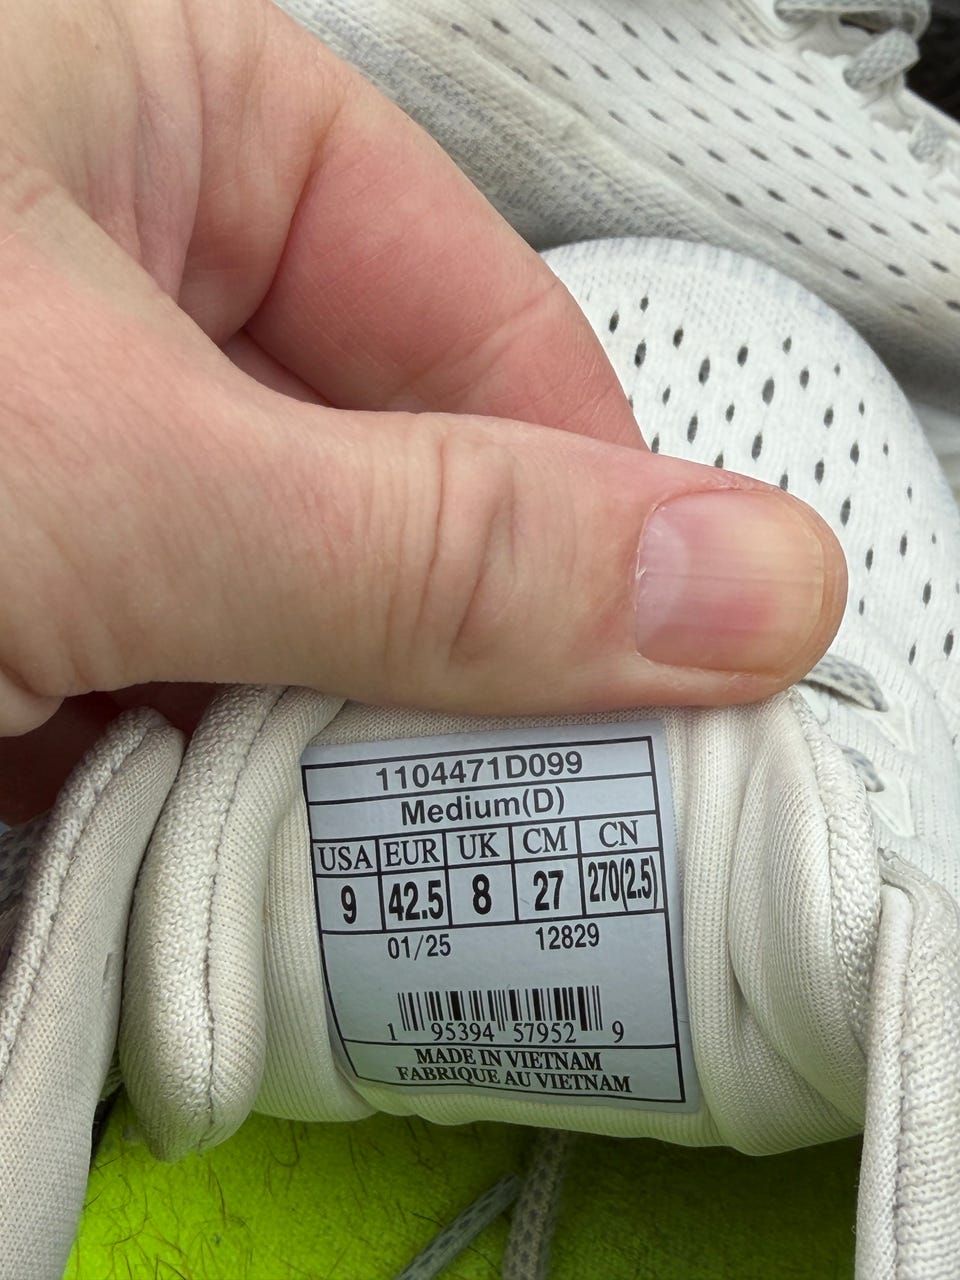 1104471D099
Medium(D)
USA EUR UK CM CN
9 42.5 8 27 270(2.5)
01/25 12829
1 95394 57952 9
MADE IN VIETNAM
FABRIQUE AU VIETNAM